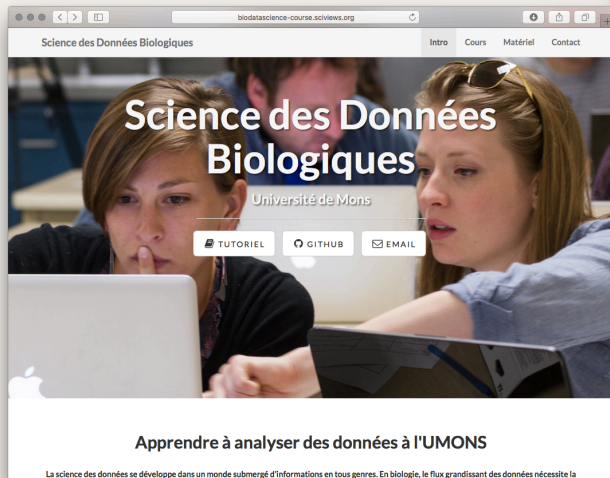 biodatascience-course.sciviews.org
Science des Données Biologiques
Intro Cours Matériel Contact
Science des Données
Biologiques
Université de Mons
TUTORIEL GITHUB EMAIL
Apprendre à analyser des données à l'UMONS
La science des données se développe dans un monde submergé d'informations en tous genres. En biologie, le flux grandissant des données nécessite la